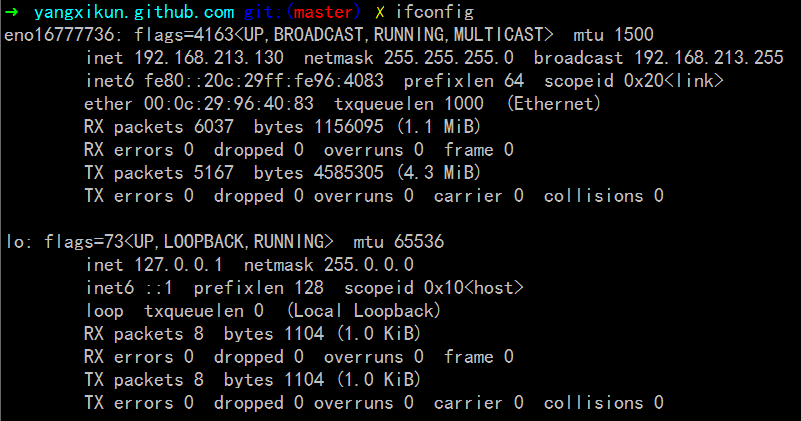 ➜ yangxikun.github.com git:(master) ✗ ifconfig
eno16777736: flags=4163<UP,BROADCAST,RUNNING,MULTICAST>  mtu 1500
        inet 192.168.213.130  netmask 255.255.255.0  broadcast 192.168.213.255
        inet6 fe80::20c:29ff:fe96:4083  prefixlen 64  scopeid 0x20<link>
        ether 00:0c:29:96:40:83  txqueuelen 1000  (Ethernet)
        RX packets 6037  bytes 1156095 (1.1 MiB)
        RX errors 0  dropped 0  overruns 0  frame 0
        TX packets 5167  bytes 4585305 (4.3 MiB)
        TX errors 0  dropped 0 overruns 0  carrier 0  collisions 0

lo: flags=73<UP,LOOPBACK,RUNNING>  mtu 65536
        inet 127.0.0.1  netmask 255.0.0.0
        inet6 ::1  prefixlen 128  scopeid 0x10<host>
        loop  txqueuelen 0  (Local Loopback)
        RX packets 8  bytes 1104 (1.0 KiB)
        RX errors 0  dropped 0  overruns 0  frame 0
        TX packets 8  bytes 1104 (1.0 KiB)
        TX errors 0  dropped 0 overruns 0  carrier 0  collisions 0